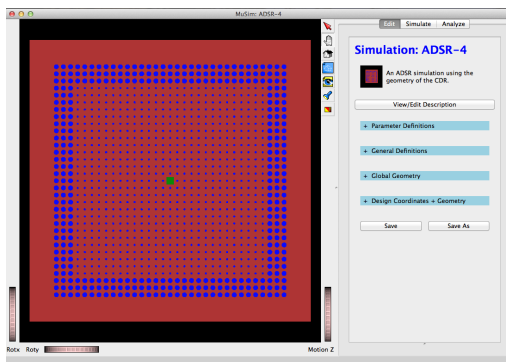 MuSim: ADSR-4
Edit Simulate Analyze
Simulation: ADSR-4
An ADSR simulation using the
geometry of the CDR.
View/Edit Description
+ Parameter Definitions
+ General Definitions
+ Global Geometry
+ Design Coordinates + Geometry
Save Save As
Rotx Roty Motion Z